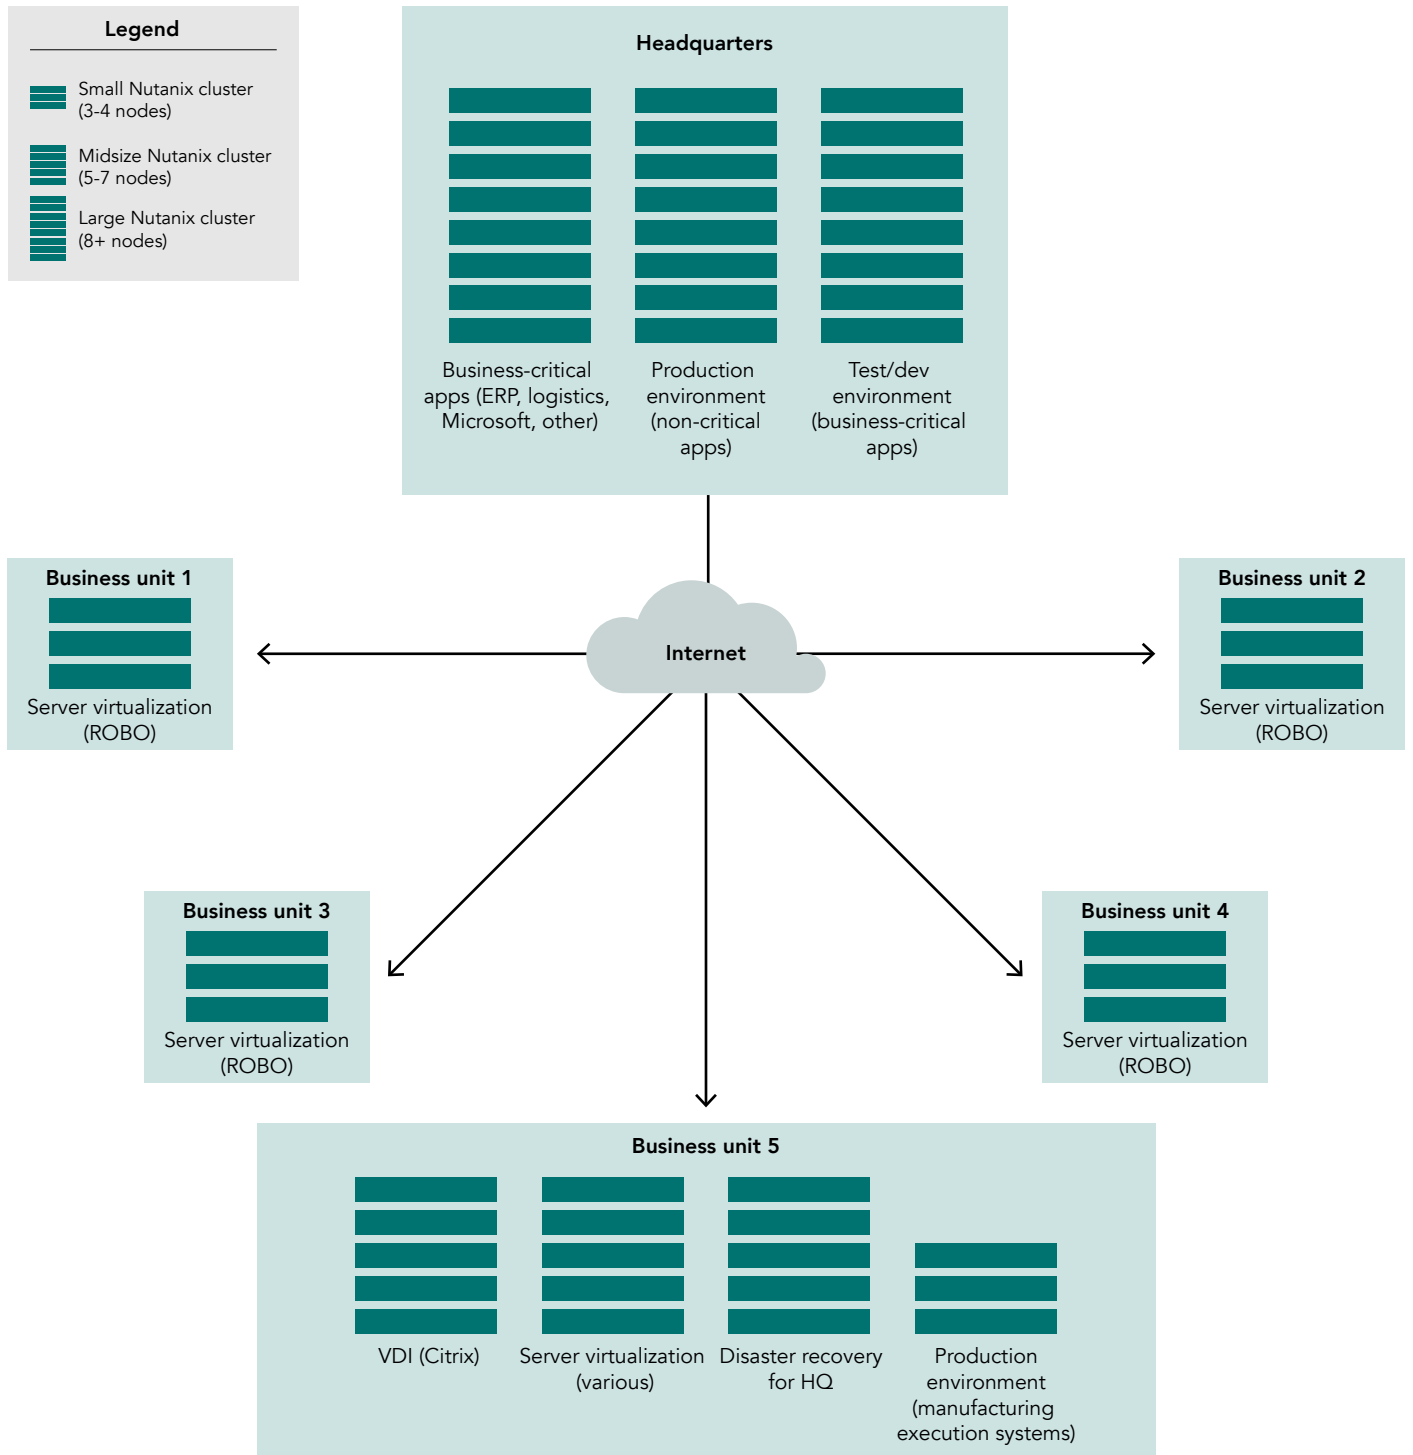 Legend
Small Nutanix cluster
(3-4 nodes)
Midsize Nutanix cluster
(5-7 nodes)
Large Nutanix cluster
(8+ nodes)
Headquarters
Business-critical
apps (ERP, logistics,
Microsoft, other)
Production
environment
(non-critical
apps)
Test/dev
environment
(business-critical
apps)
Business unit 1
Server virtualization
(ROBO)
Internet
Business unit 2
Server virtualization
(ROBO)
Business unit 3
Server virtualization
(ROBO)
Business unit 4
Server virtualization
(ROBO)
Business unit 5
VDI (Citrix)
Server virtualization
(various)
Disaster recovery
for HQ
Production
environment
(manufacturing
execution systems)